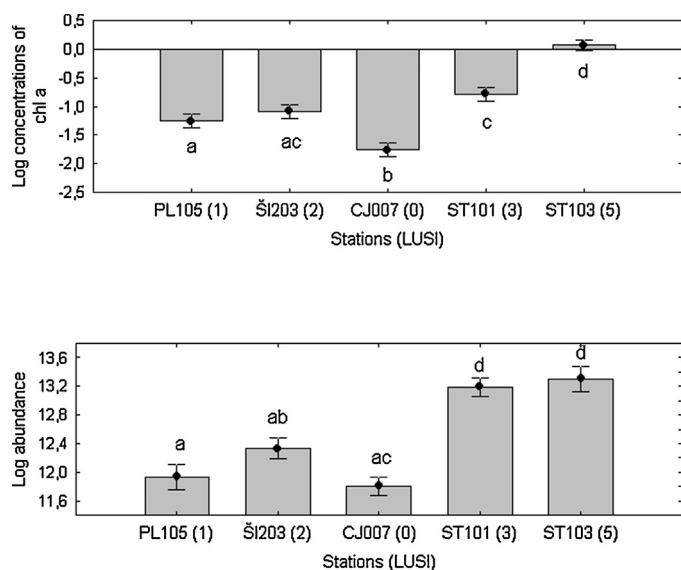 Log concentrations of
chl a
0,5
0,0
-0,5
-1,0
-1,5
-2,0
-2,5
a
ac
b
c
d
PL105 (1)
ŠI203 (2)
CJ007 (0)
ST101 (3)
ST103 (5)
Stations (LUSI)
Log abundance
13,6
13,2
12,4
12,0
11,6
a
ab
ac
d
d
PL105 (1)
ŠI203 (2)
CJ007 (0)
ST101 (3)
ST103 (5)
Stations (LUSI)